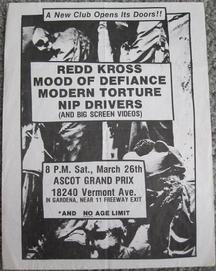 A New Club Opens Its Doors!!
REDD KROSS
MOOD OF DEFIANCE
MODERN TORTURE
NIP DRIVERS
(AND BIG SCREEN VIDEOS)
8 P.M. Sat., March 26th
ASCOT GRAND PRIX
18240 Vermont Ave.
IN GARDENA, NEAR 11 FREEWAY EXIT
*AND NO AGE LIMIT